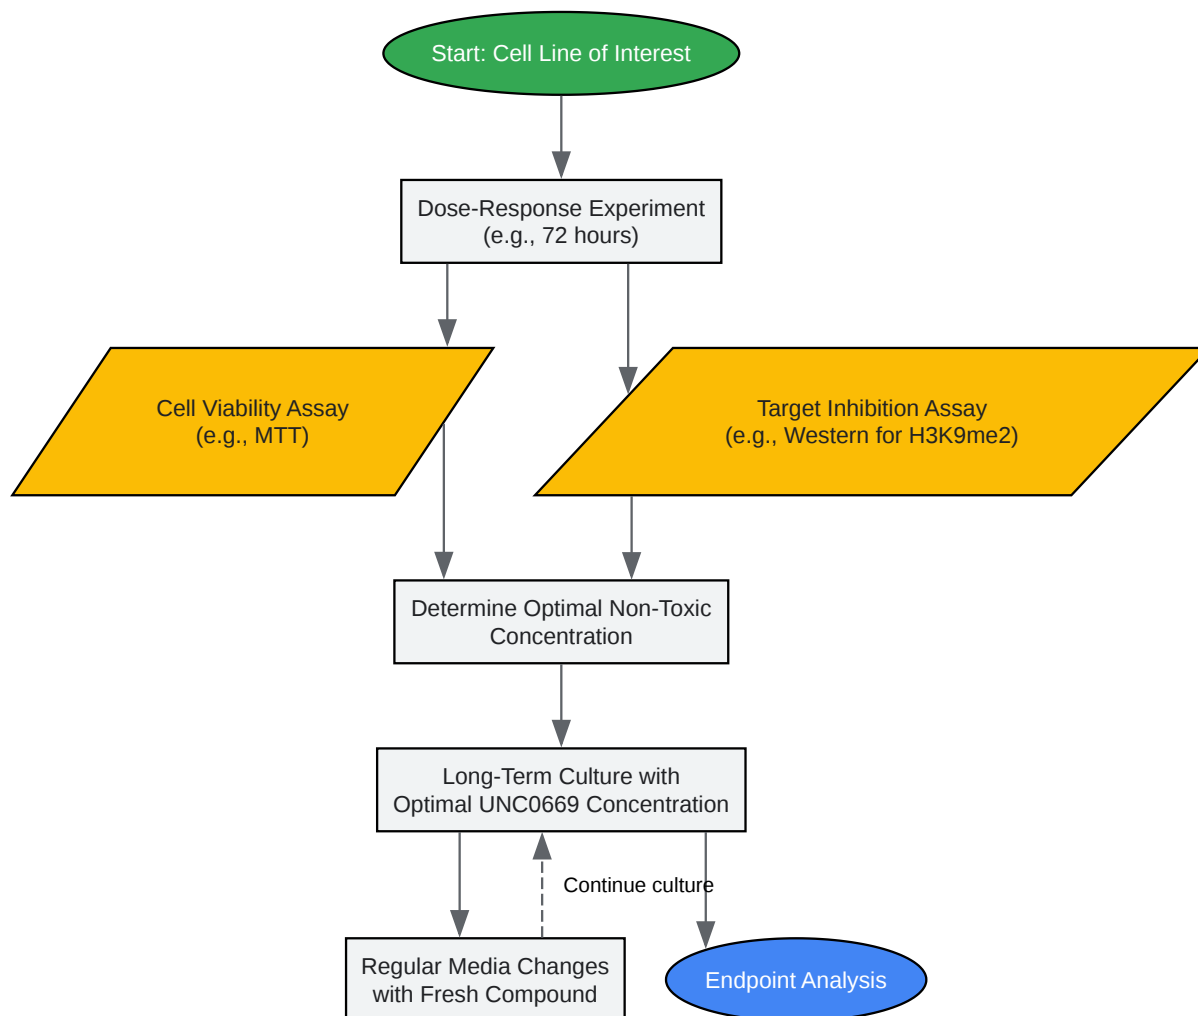 Start: Cell Line of Interest
Dose-Response Experiment
(e.g., 72 hours)
Cell Viability Assay
(e.g., MTT)
Target Inhibition Assay
(e.g., Western for H3K9me2)
Determine Optimal Non-Toxic
Concentration
Long-Term Culture with
Optimal UNC0669 Concentration
Continue culture
Regular Media Changes
with Fresh Compound
Endpoint Analysis